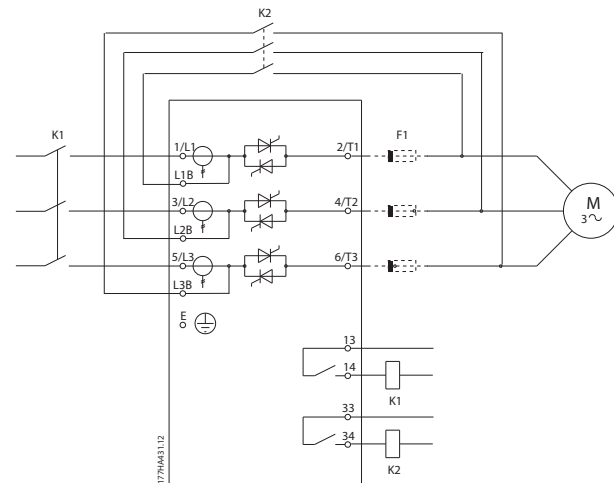 K2
K1
1/L1
2/T1
F1
L1B
3/L2
4/T2
M
3~
L2B
5/L3
6/T3
L3B
E
13
14
K1
33
34
K2
177HA431.12